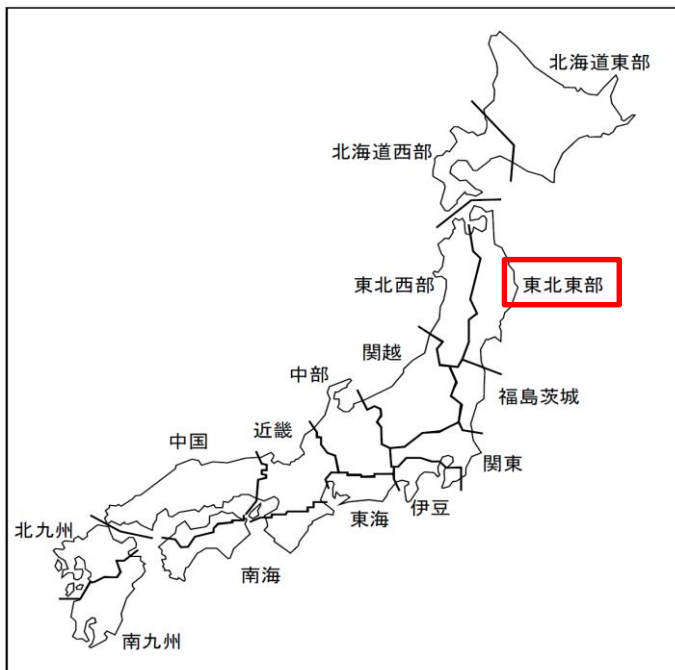 北海道東部
北海道西部
東北西部
東北東部
関越
中部
福島茨城
近畿
中国
関東
東海
伊豆
北九州
南海
南九州